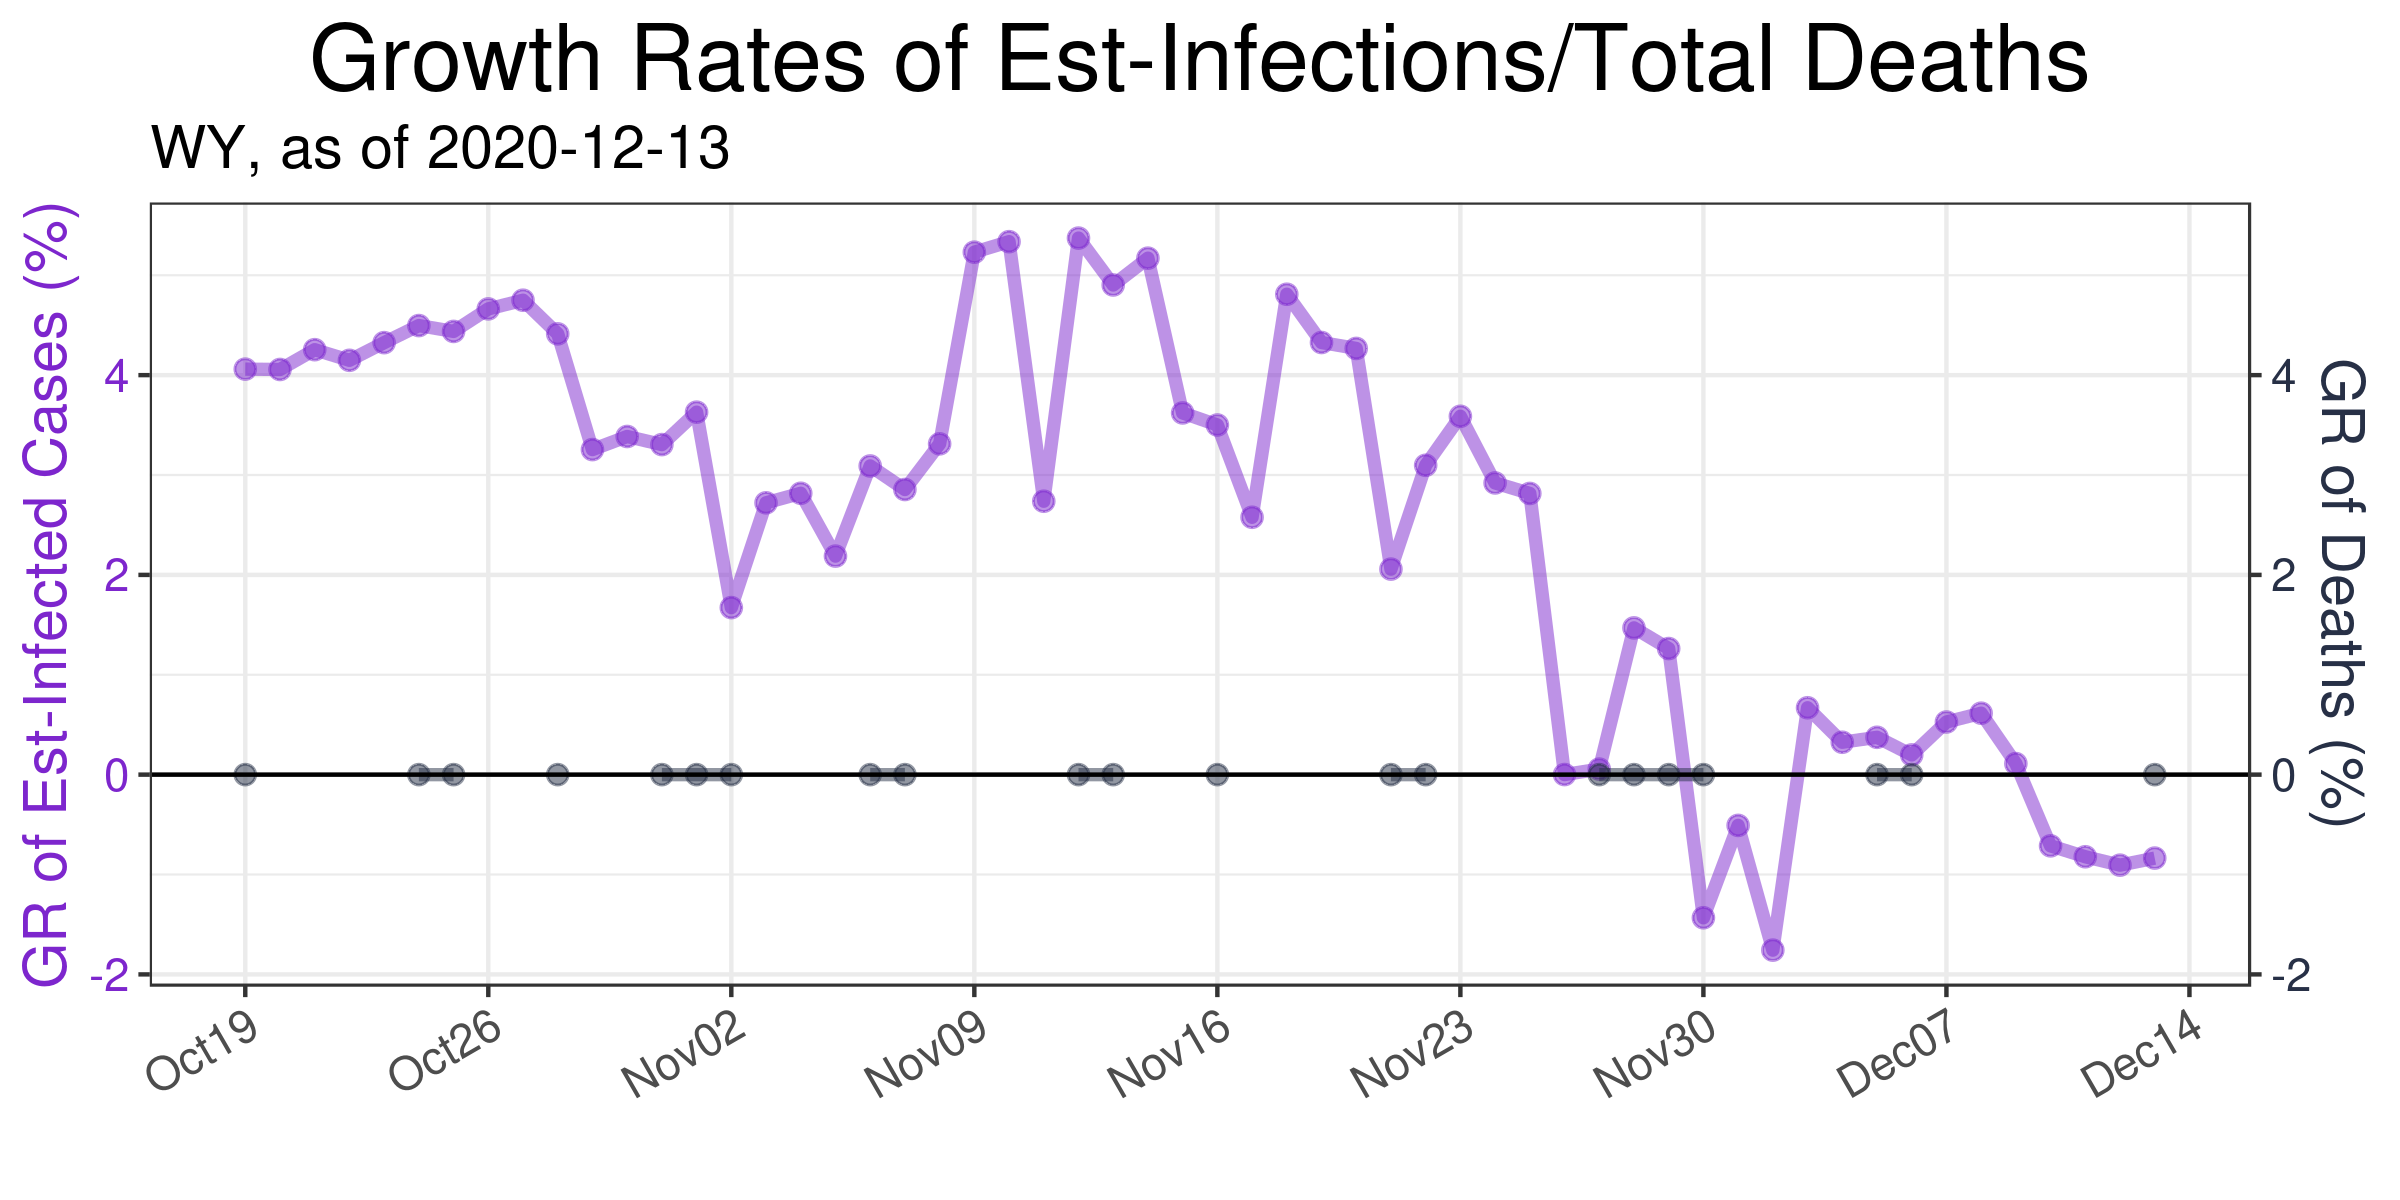 Growth Rates of Est-Infections/Total Deaths
WY, as of 2020-12-13
GR of Est-Infected Cases (%)
4
2
0
-2
4
2
0
-2
GR of Deaths (%)
Oct19
Oct26
Nov02
Nov09
Nov16
Nov23
Nov30
Dec07
Dec14